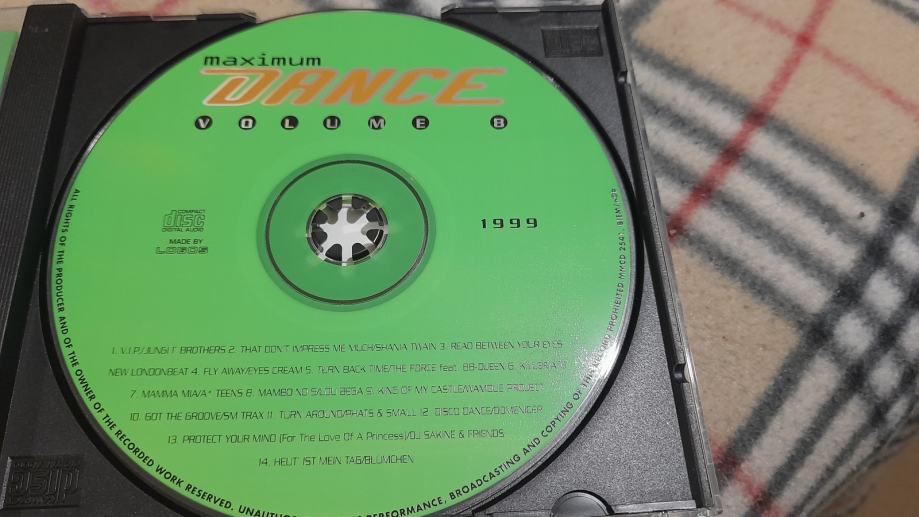 maximum
DANCE
VOLUME 8
COMPACT
disc
DIGITAL AUDIO
MADE BY
LOGOS
1999
1. V.I.P./JUNGLE BROTHERS 2. THAT DON'T IMPRESS ME MUCH/SHANIA TWAIN 3. READ BETWEEN YOUR EYES
NEW LONDONBEAT 4. FLY AWAY/EYES CREAM 5. TURN BACK TIME/THE FORCE feat. BB-QUEEN 6.
7. MAMMA MIA/A* TEENS 8. MAMBO NO 5/LOU BEGA 9. KING OF MY CASTLE/WAMDUE PROJECT
10. GOT THE GROOVE/SM TRAX 11. TURN AROUND/PHATS & SMALL 12. DISCO DANCE/DOMENICER
13. PROTECT YOUR MIND (For The Love Of A Princess)/DJ SAKINE & FRIENDS
14. HEUT' IST MEIN TAG/BLÜMCHEN
ALL RIGHTS OF THE PRODUCER AND OF THE OWNER OF THE RECORDED WORK RESERVED. PERFORMANCE, BROADCASTING AND COPYING OF PROHIBITED MMCD